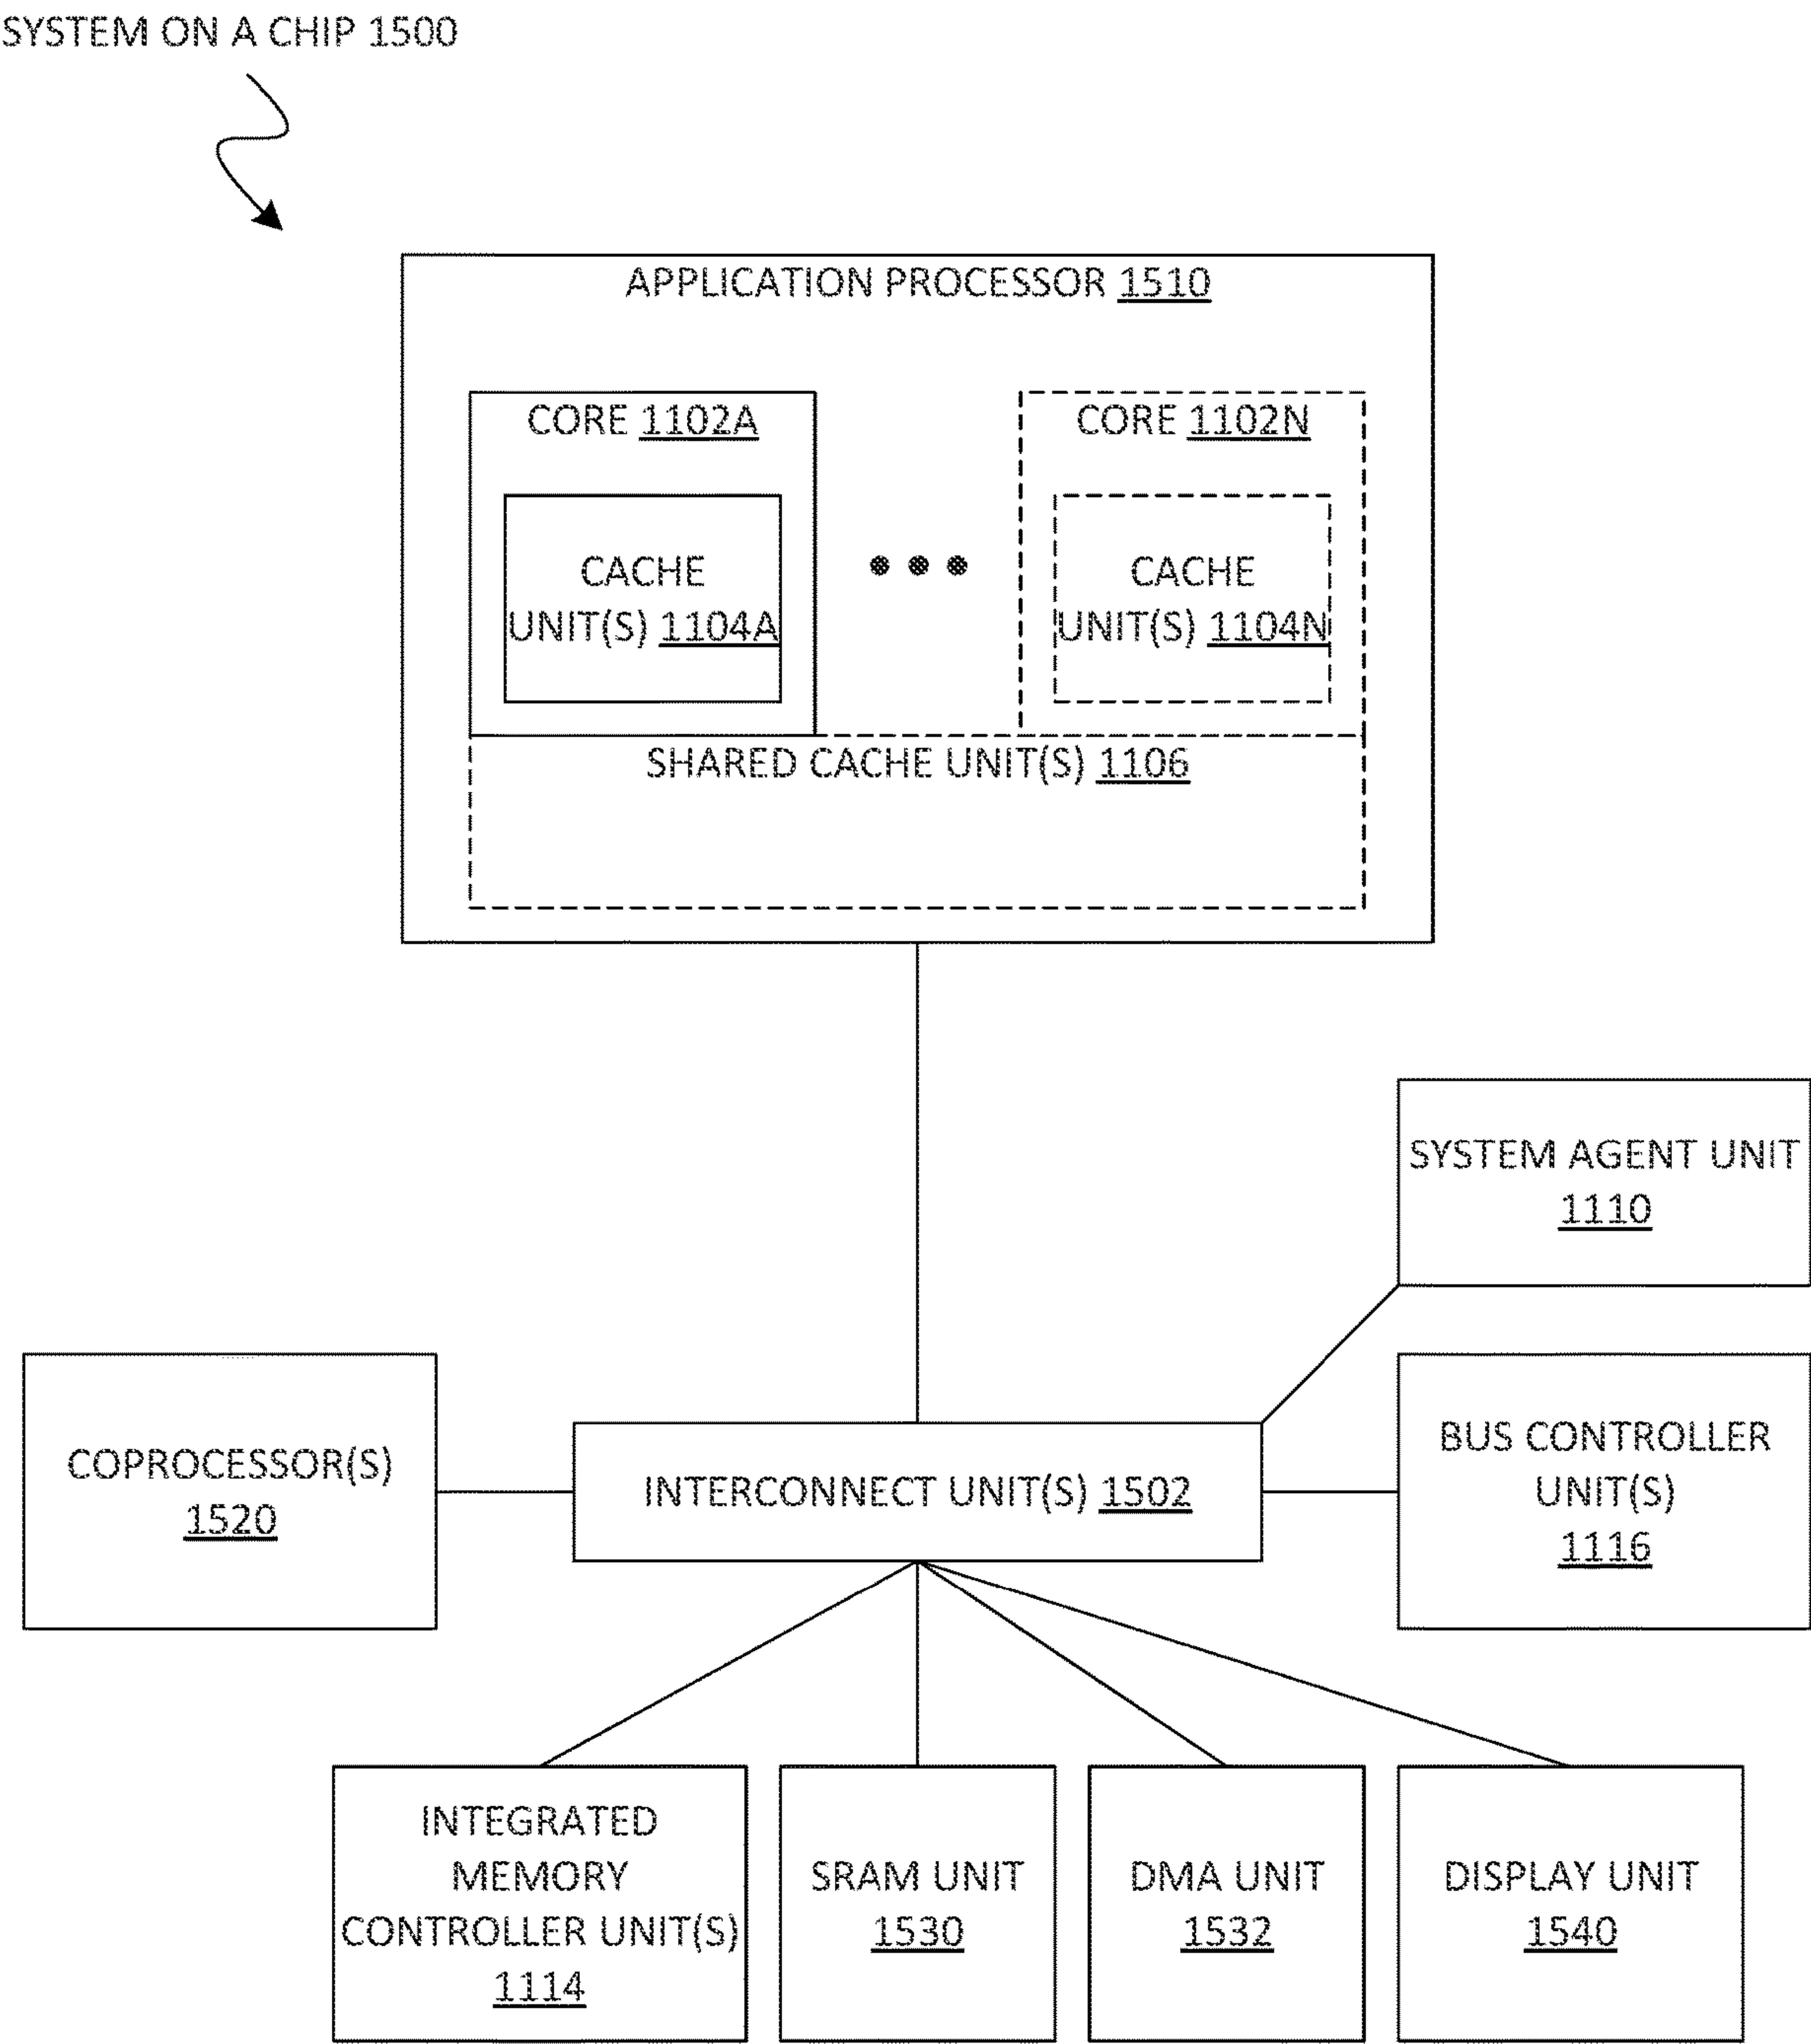 SYSTEM ON A CHIP 1500
APPLICATION PROCESSOR 1510
CORE 1102A
CACHE
UNIT(S) 1104A
CORE 1102N
CACHE
UNIT(S) 1104N
SHARED CACHE UNIT(S) 1106
SYSTEM AGENT UNIT
1110
COPROCESSOR(S)
1520
INTERCONNECT UNIT(S) 1502
BUS CONTROLLER
UNIT(S)
1116
INTEGRATED
MEMORY
CONTROLLER UNIT(S)
1114
SRAM UNIT
1530
DMA UNIT
1532
DISPLAY UNIT
1540